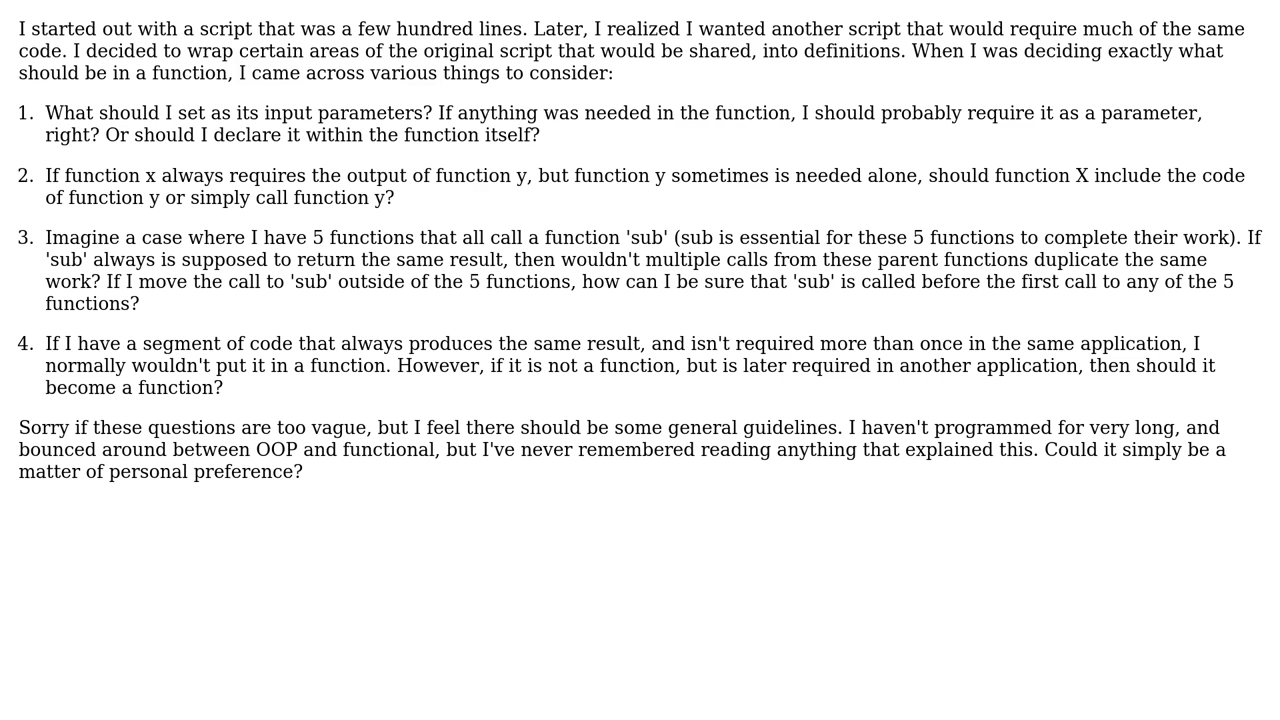 I started out with a script that was a few hundred lines. Later, I realized I wanted another script that would require much of the same
code. I decided to wrap certain areas of the original script that would be shared, into definitions. When I was deciding exactly what
should be in a function, I came across various things to consider:
1. What should I set as its input parameters? If anything was needed in the function, I should probably require it as a parameter,
right? Or should I declare it within the function itself?
2. If function x always requires the output of function y, but function y sometimes is needed alone, should function X include the code
of function y or simply call function y?
3. Imagine a case where I have 5 functions that all call a function 'sub' (sub is essential for these 5 functions to complete their work). If
'sub' always is supposed to return the same result, then wouldn't multiple calls from these parent functions duplicate the same
work? If I move the call to 'sub' outside of the 5 functions, how can I be sure that 'sub' is called before the first call to any of the 5
functions?
4. If I have a segment of code that always produces the same result, and isn't required more than once in the same application, I
normally wouldn't put it in a function. However, if it is not a function, but is later required in another application, then should it
become a function?
Sorry if these questions are too vague, but I feel there should be some general guidelines. I haven't programmed for very long, and
bounced around between OOP and functional, but I've never remembered reading anything that explained this. Could it simply be a
matter of personal preference?